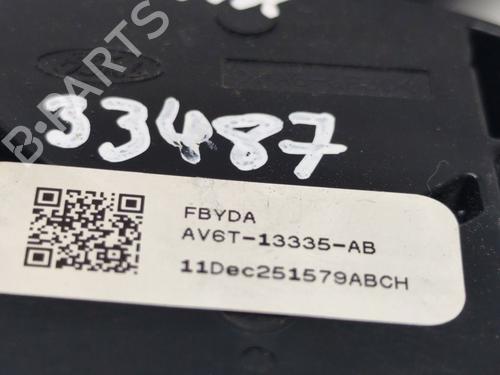 33487
B-PARTS
FBYDA
AV6T-13335-AB
11Dec251579ABCH